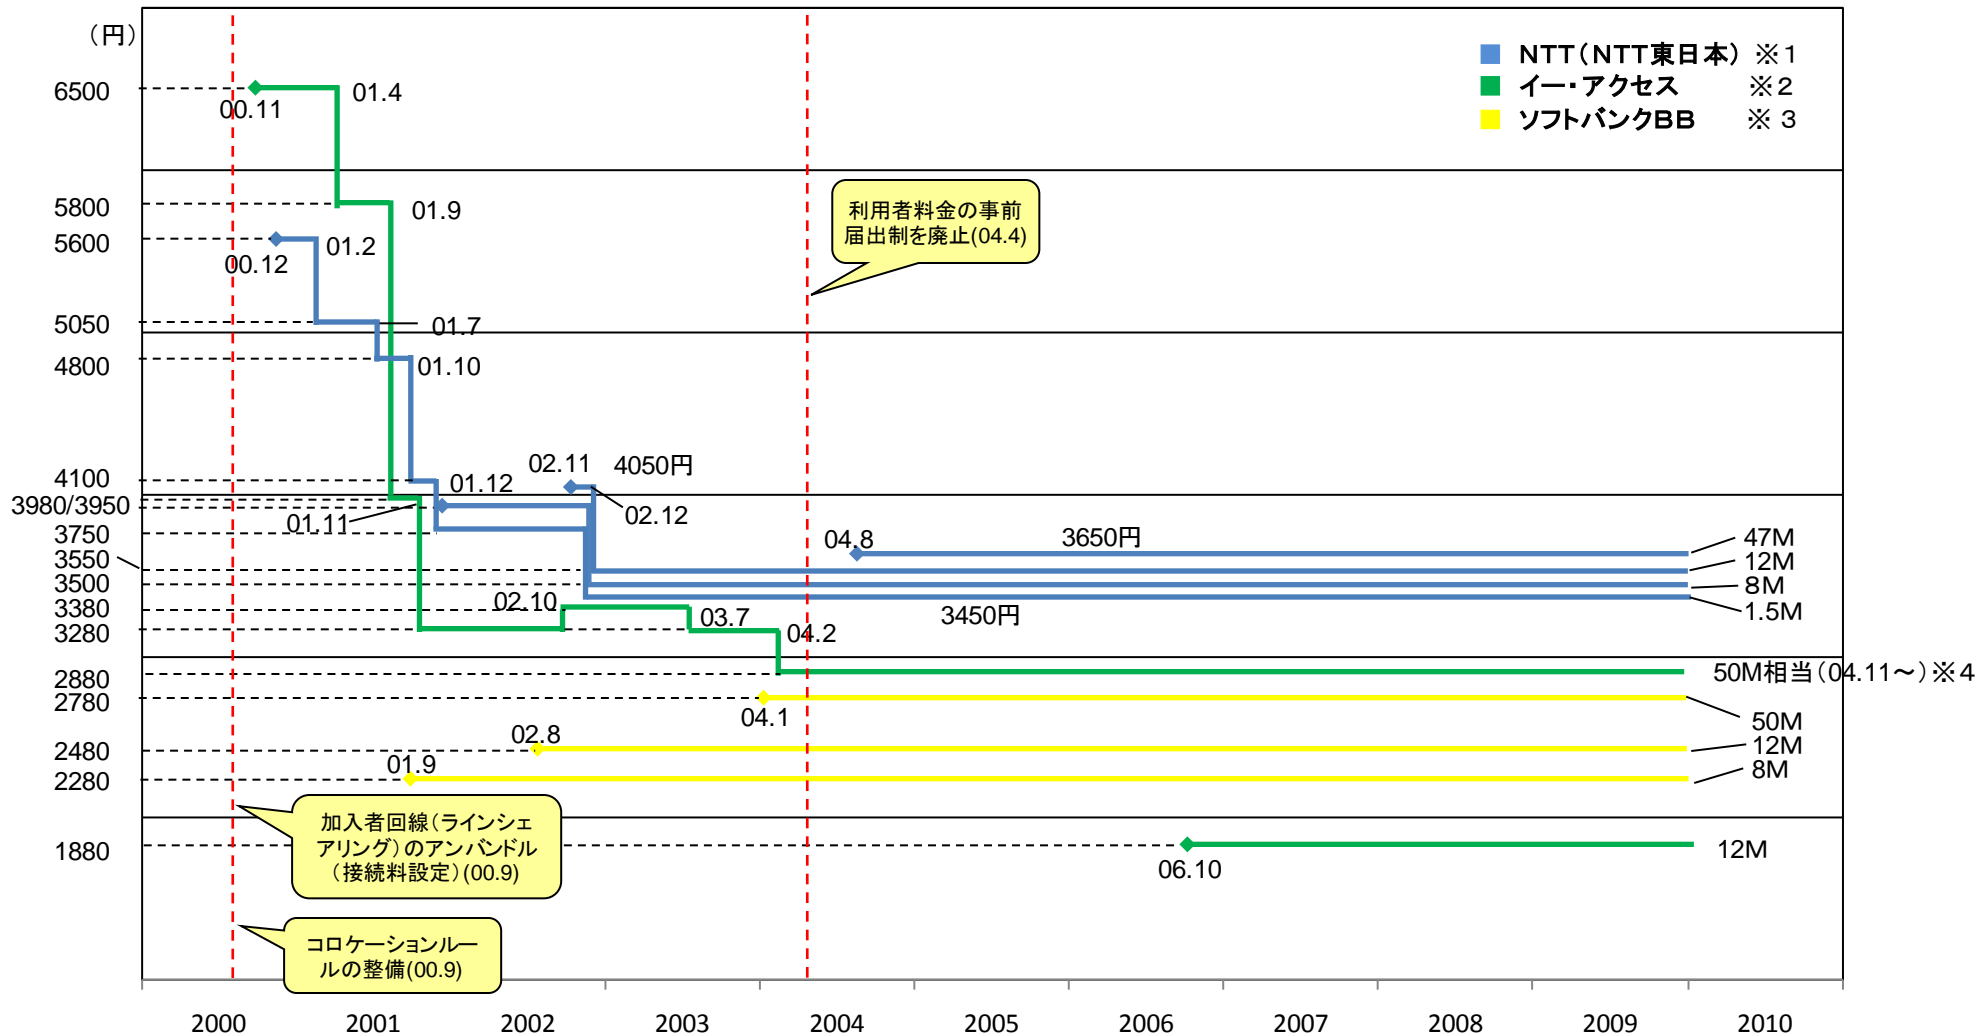 （円）
NTT（NTT東日本） ※1
イー・アクセス ※2
ソフトバンクBB ※ 3
6500
00.11
01.4
5800
01.9
5600
00.12
01.2
利用者料金の事前
届出制を廃止(04.4)
5050
01.7
4800
01.10
4100
01.12
02.11
4050円
3980/3950
01.11
02.12
3750
04.8
3650円
47M
3550
12M
3500
8M
3380
02.10
3450円
1.5M
3280
03.7
04.2
2880
50M相当（04.11～）※4
2780
04.1
50M
2480
02.8
12M
2280
01.9
8M
加入者回線（ラインシェ
アリング）のアンバンドル
（接続料設定）(00.9)
1880
06.10
12M
コロケーションルー
ルの整備(00.9)
2000 2001 2002 2003 2004 2005 2006 2007 2008 2009 2010